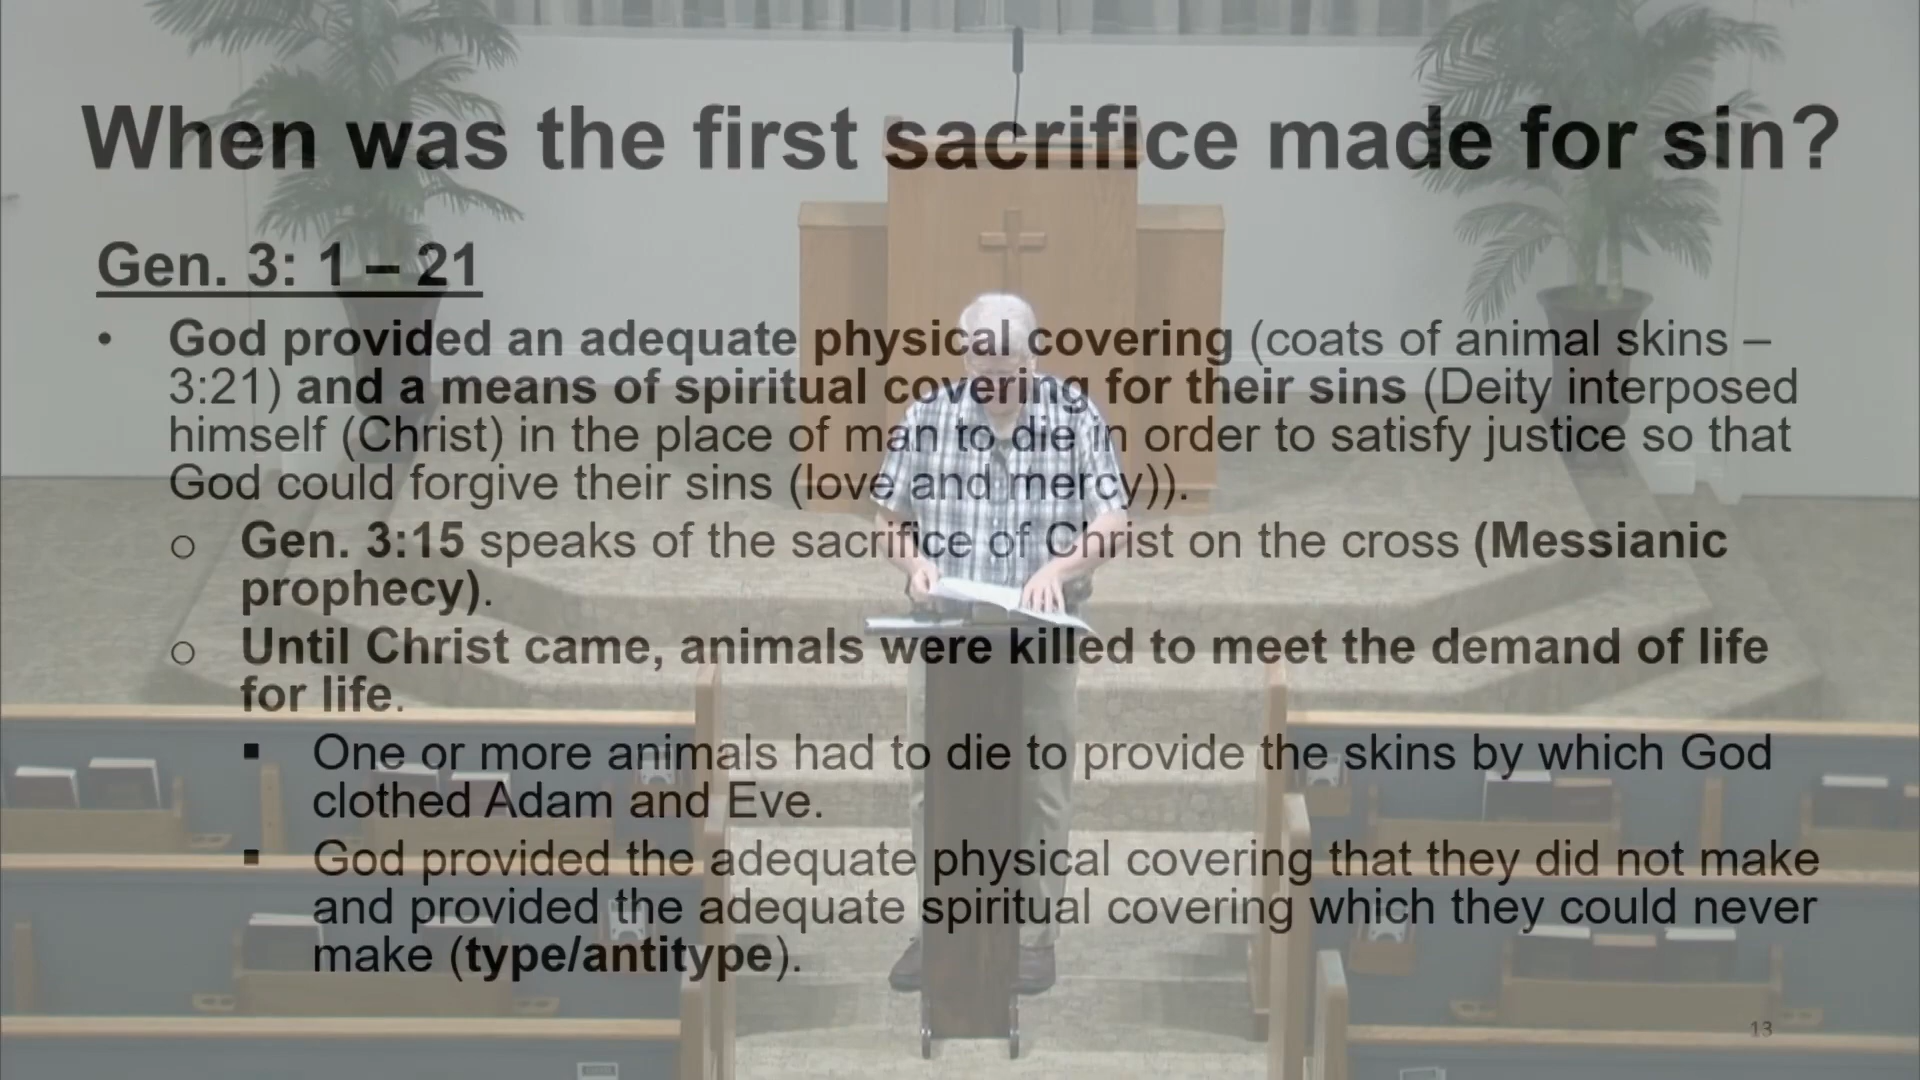 When was the first sacrifice made for sin?
Gen. 3: 1 – 21
• God provided an adequate physical covering (coats of animal skins –
3:21) and a means of spiritual covering for their sins (Deity interposed
himself (Christ) in the place of man to die in order to satisfy justice so that
God could forgive their sins (love and mercy)).
o Gen. 3:15 speaks of the sacrifice of Christ on the cross (Messianic
prophecy).
o Until Christ came, animals were killed to meet the demand of life
for life.
▪ One or more animals had to die to provide the skins by which God
clothed Adam and Eve.
▪ God provided the adequate physical covering that they did not make
and provided the adequate spiritual covering which they could never
make (type/antitype).
13